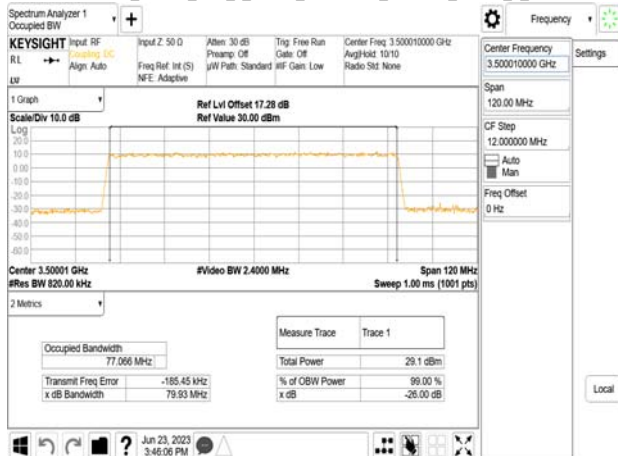 Spectrum Analyzer 1
Occupied BW
Frequency
KEYSIGHT Input: RF Input Z: 50 Ω Atten: 30 dB Trig: Free Run Center Freq: 3.500010000 GHz
RL Coupling: DC Preamp: Off Gate: Off Avg|Hold: 10/10
Align: Auto Freq Ref: Int (S) µW Path: Standard #IF Gain: Low Radio Std: None
LU NFE: Adaptive
Center Frequency
3.500010000 GHz
Settings
Span
120.00 MHz
CF Step
12.000000 MHz
Auto
Man
Freq Offset
0 Hz
Local
1 Graph
Ref Lvl Offset 17.28 dB
Scale/Div 10.0 dB Ref Value 30.00 dBm
Log
20.0
10.0
0.00
-10.0
-20.0
-30.0
-40.0
-50.0
-60.0
Center 3.50001 GHz #Video BW 2.4000 MHz Span 120 MHz
#Res BW 820.00 kHz Sweep 1.00 ms (1001 pts)
2 Metrics
Measure Trace Trace 1
Occupied Bandwidth
77.066 MHz Total Power 29.1 dBm
Transmit Freq Error -185.45 kHz % of OBW Power 99.00 %
x dB Bandwidth 79.93 MHz x dB -26.00 dB
Jun 23, 2023
3:46:06 PM